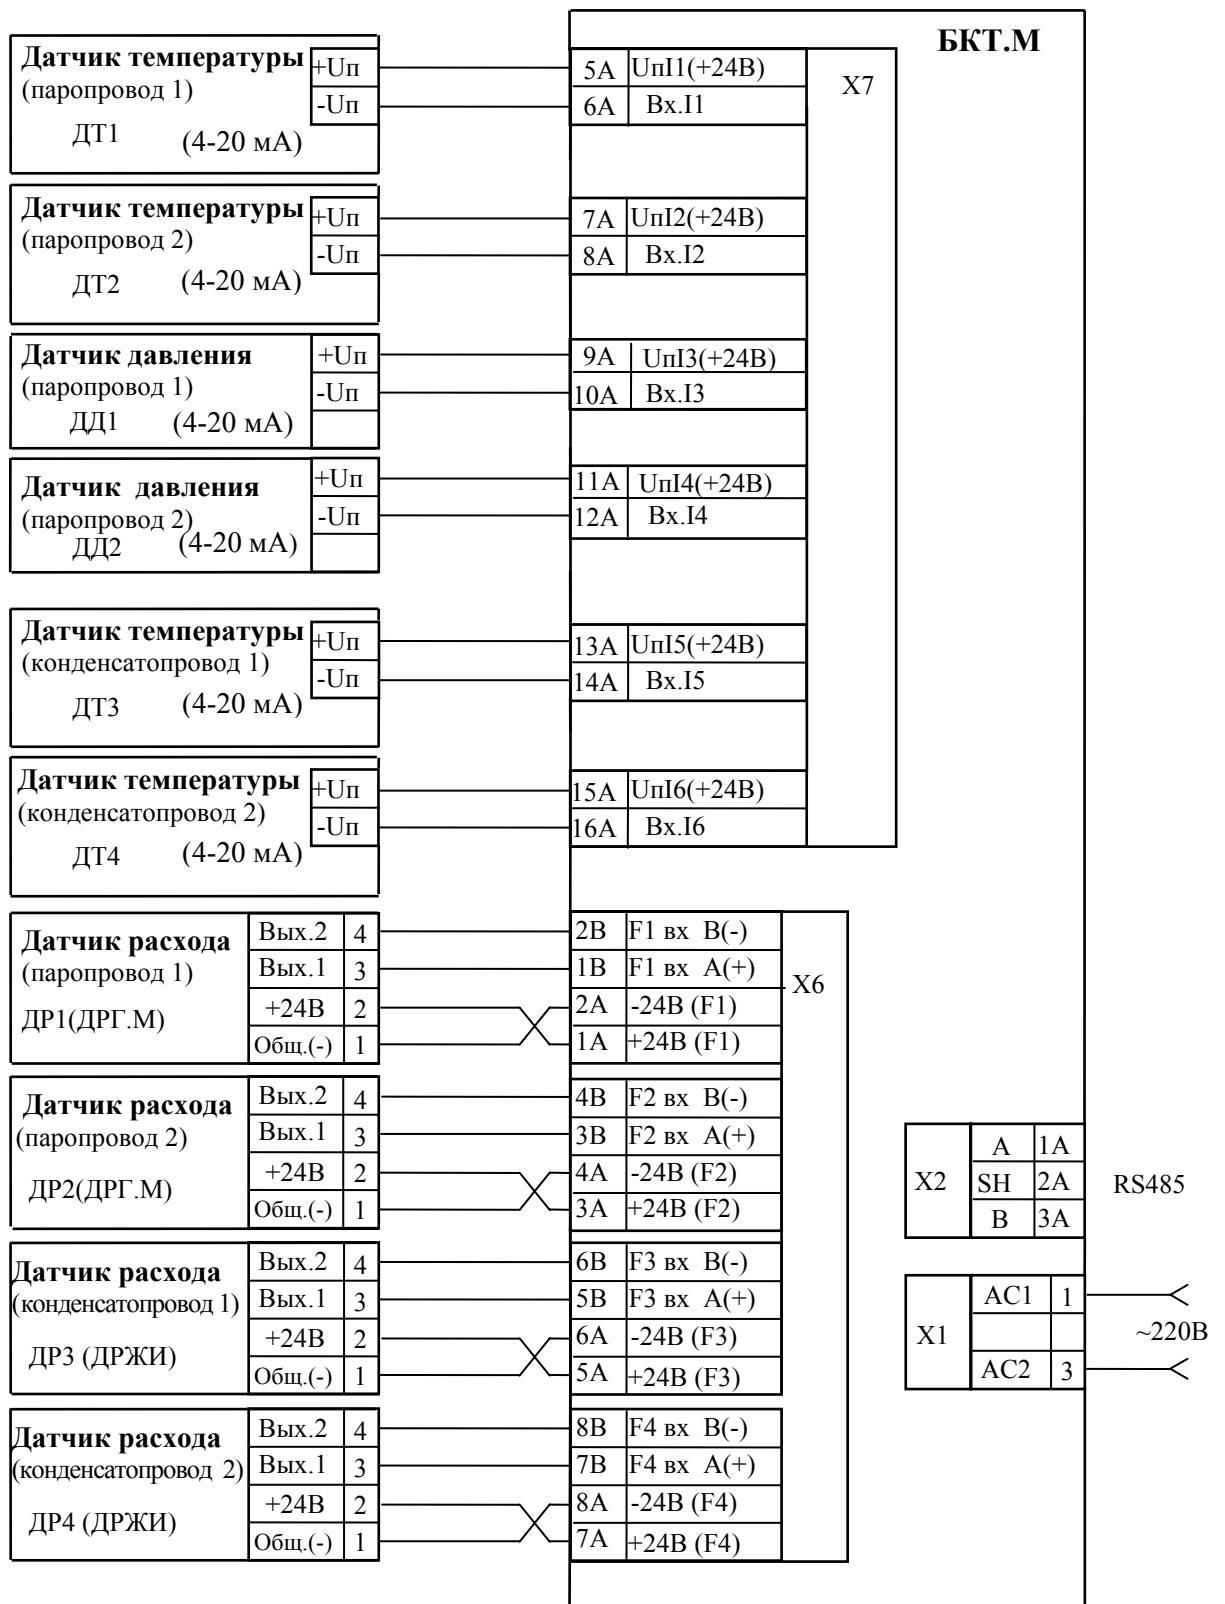 БКТ.М
Датчик температуры
(паропровод 1)
ДТ1 (4-20 мА)
+Uп
-Uп
5А UпI1(+24В)
6А Вх.I1
X7
Датчик температуры
(паропровод 2)
ДТ2 (4-20 мА)
+Uп
-Uп
7А UпI2(+24В)
8А Вх.I2
Датчик давления
(паропровод 1)
ДД1 (4-20 мА)
+Uп
-Uп
9А UпI3(+24В)
10А Вх.I3
Датчик давления
(паропровод 2)
ДД2 (4-20 мА)
+Uп
-Uп
11А UпI4(+24В)
12А Вх.I4
Датчик температуры
(конденсатопровод 1)
ДТ3 (4-20 мА)
+Uп
-Uп
13А UпI5(+24В)
14А Вх.I5
Датчик температуры
(конденсатопровод 2)
ДТ4 (4-20 мА)
+Uп
-Uп
15А UпI6(+24В)
16А Вх.I6
Датчик расхода
(паропровод 1)
ДР1(ДРГ.М)
Вых.2 4
Вых.1 3
+24В 2
Общ.(-) 1
2В F1 вх В(-)
1В F1 вх А(+)
2А -24В (F1)
1А +24В (F1)
X6
Датчик расхода
(паропровод 2)
ДР2(ДРГ.М)
Вых.2 4
Вых.1 3
+24В 2
Общ.(-) 1
4В F2 вх В(-)
3В F2 вх А(+)
4А -24В (F2)
3А +24В (F2)
X2
А 1А
SH 2А
В 3А
RS485
Датчик расхода
(конденсатопровод 1)
ДР3 (ДРЖИ)
Вых.2 4
Вых.1 3
+24В 2
Общ.(-) 1
6В F3 вх В(-)
5В F3 вх А(+)
6А -24В (F3)
5А +24В (F3)
X1
АС1 1
АС2 3
~220В
Датчик расхода
(конденсатопровод 2)
ДР4 (ДРЖИ)
Вых.2 4
Вых.1 3
+24В 2
Общ.(-) 1
8В F4 вх В(-)
7В F4 вх А(+)
8А -24В (F4)
7А +24В (F4)